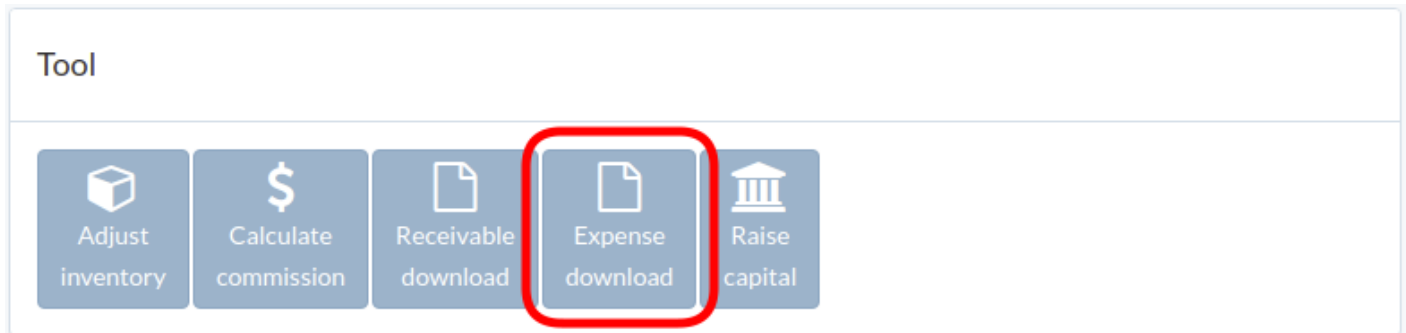 Tool
Adjust
inventory
Calculate
commission
Receivable
download
Expense
download
Raise
capital